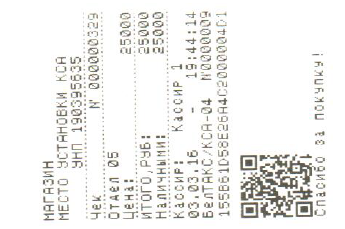 МАГАЗИН
МЕСТО УСТАНОВКИ КСА
УНП 190395635
Чек N 000000329
Отдел 05
Цена: 25000
ИТОГО, РУБ: 25000
Наличными: 25000
Кассир: Кассир 1
03.03.16 - 19:44:14
БелТАКС/КСА-04 N0000009
155B61D58E26A4C2000004D1
Спасибо за покупку!